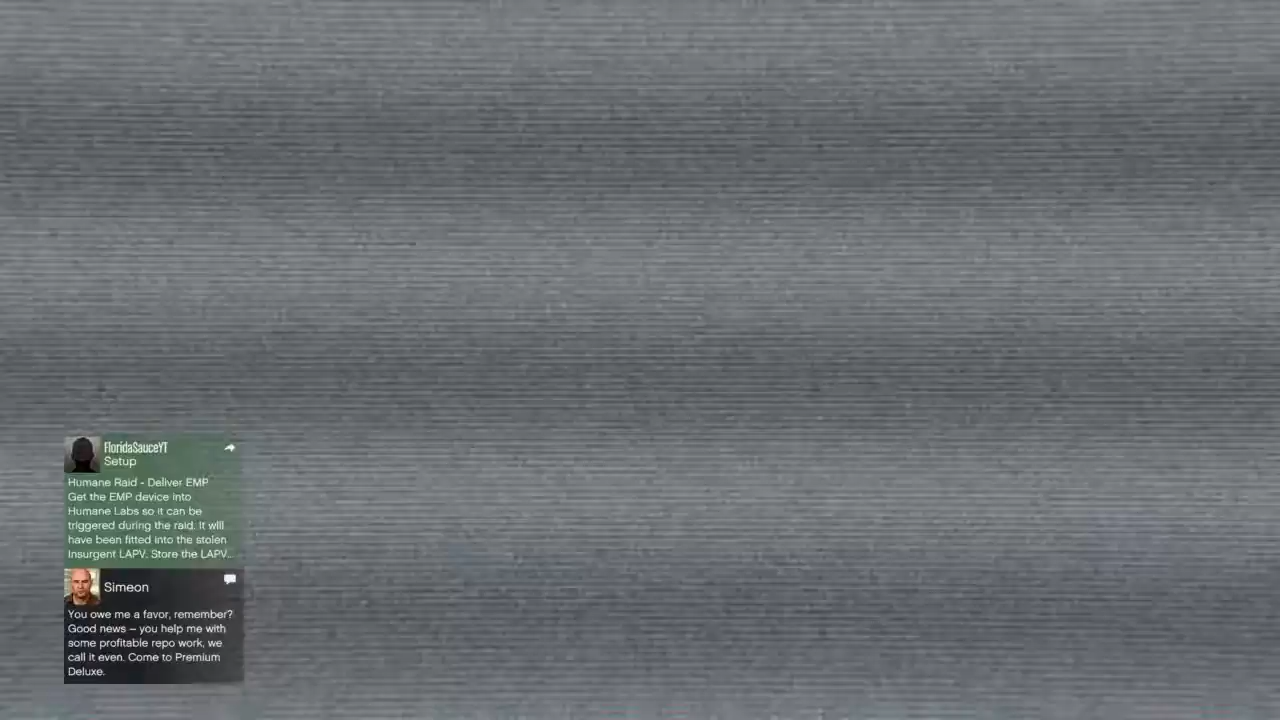 FloridaSauceYT
Setup
Humane Raid - Deliver EMP
Get the EMP device into
Humane Labs so it can be
triggered during the raid. It will
have been fitted into the stolen
Insurgent LAPV. Store the LAPV...
Simeon
You owe me a favor, remember?
Good news – you help me with
some profitable repo work, we
call it even. Come to Premium
Deluxe.